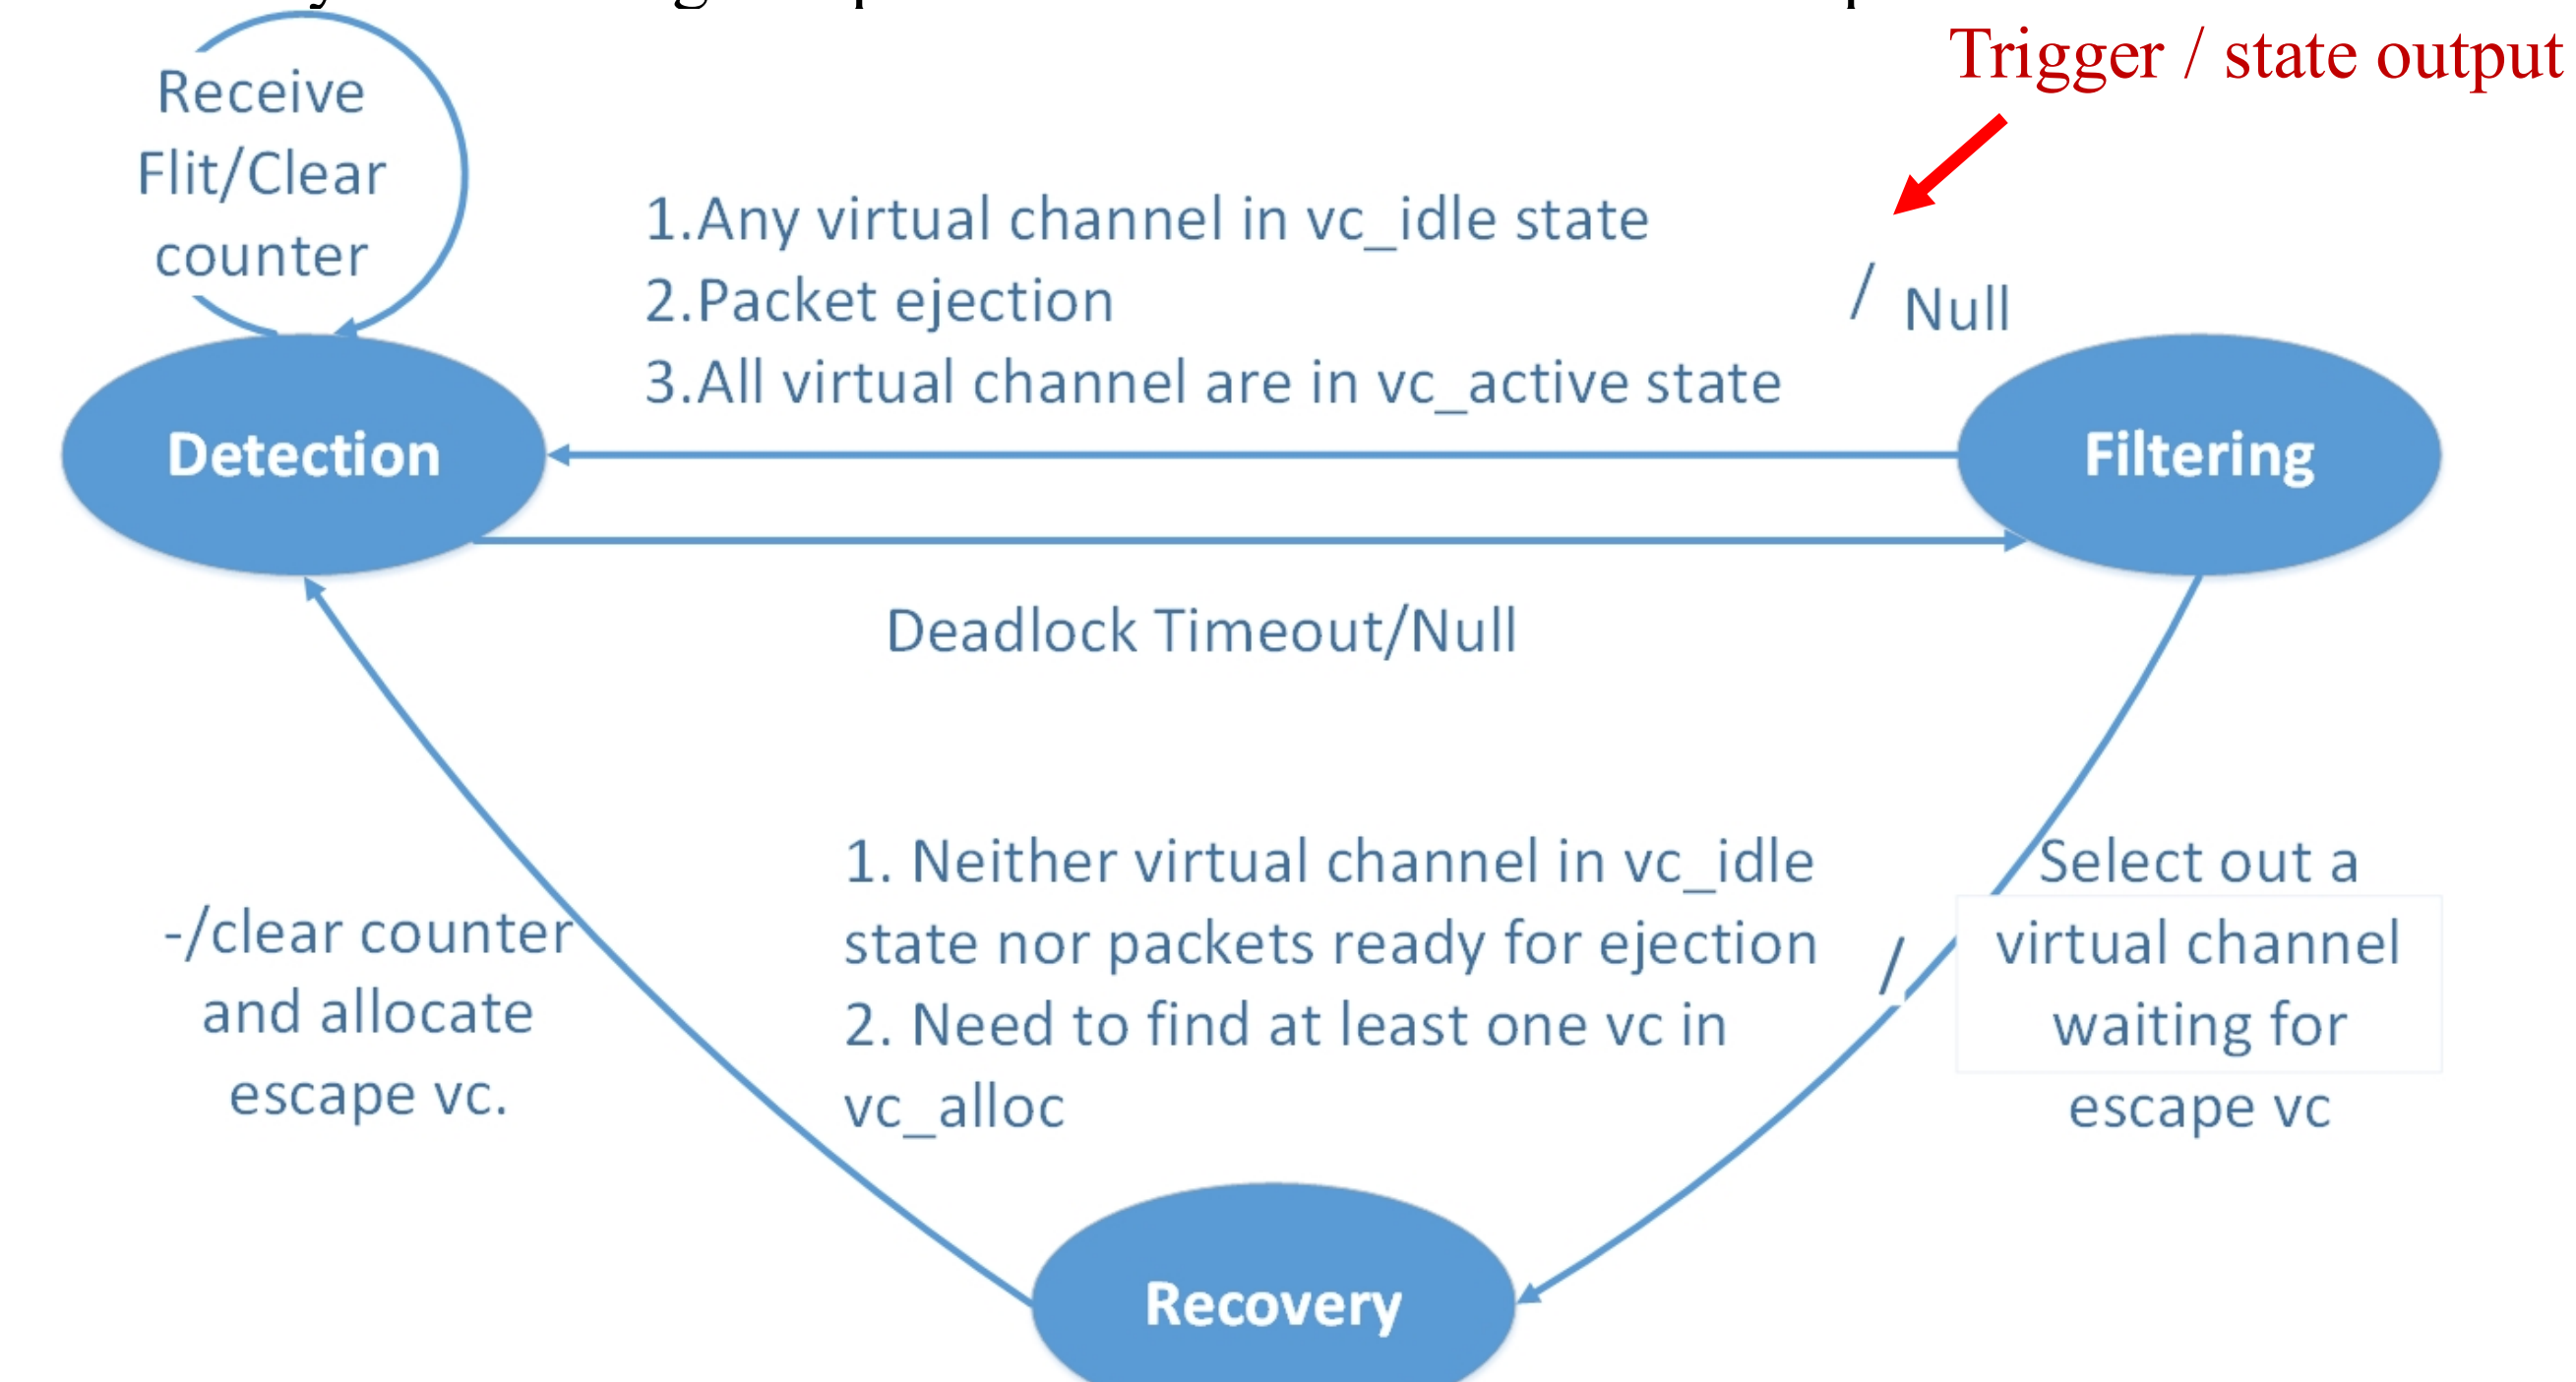 Trigger / state output
Receive
Flit/Clear
counter
1.Any virtual channel in vc_idle state
2.Packet ejection
3.All virtual channel are in vc_active state
/ Null
Detection
Filtering
Deadlock Timeout/Null
-/clear counter
and allocate
escape vc.
1. Neither virtual channel in vc_idle
state nor packets ready for ejection
2. Need to find at least one vc in
vc_alloc
/
Select out a
virtual channel
waiting for
escape vc
Recovery